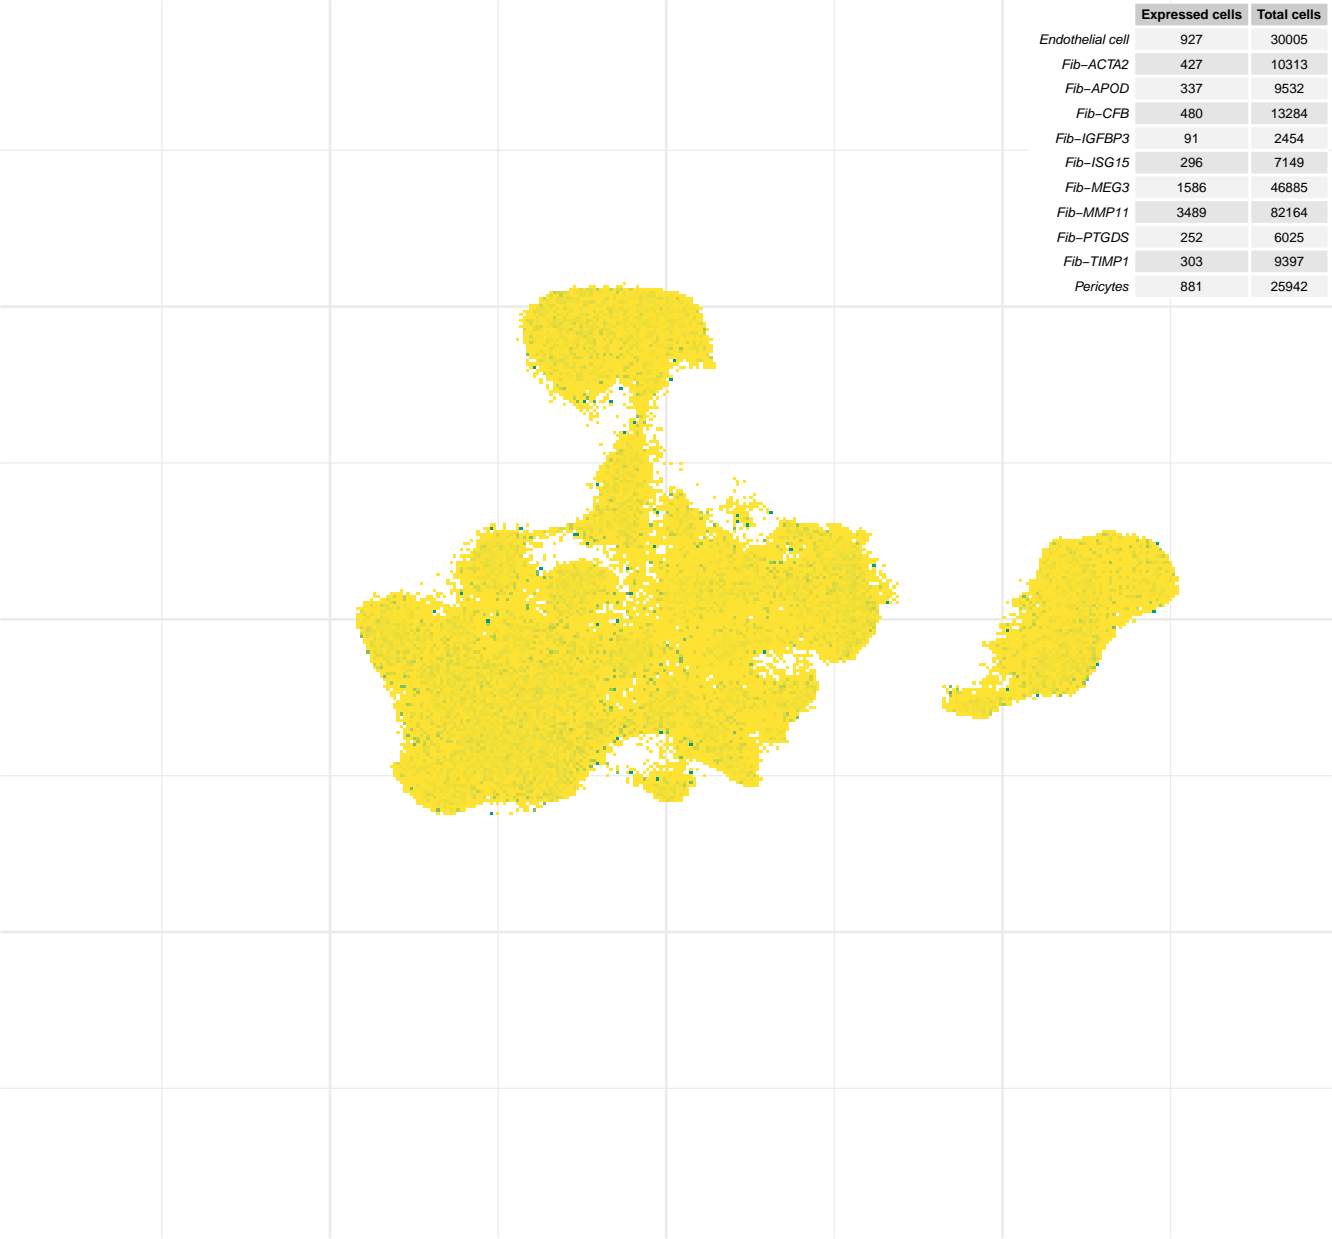 Expressed cells Total cells
Endothelial cell 927 30005
Fib−ACTA2 427 10313
Fib−APOD 337 9532
Fib−CFB 480 13284
Fib−IGFBP3 91 2454
Fib−ISG15 296 7149
Fib−MEG3 1586 46885
Fib−MMP11 3489 82164
Fib−PTGDS 252 6025
Fib−TIMP1 303 9397
Pericytes 881 25942